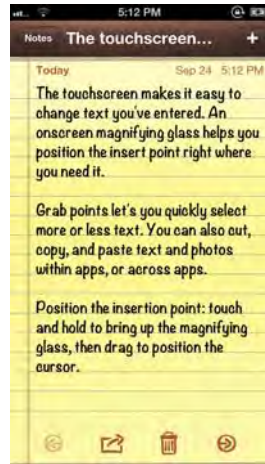 5:12 PM
Notes The touchscreen... +
Today Sep 24 5:12 PM
The touchscreen makes it easy to
change text you've entered. An
onscreen magnifying glass helps you
position the insert point right where
you need it.
Grab points let's you quickly select
more or less text. You can also cut,
copy, and paste text and photos
within apps, or across apps.
Position the insertion point: touch
and hold to bring up the magnifying
glass, then drag to position the
cursor.